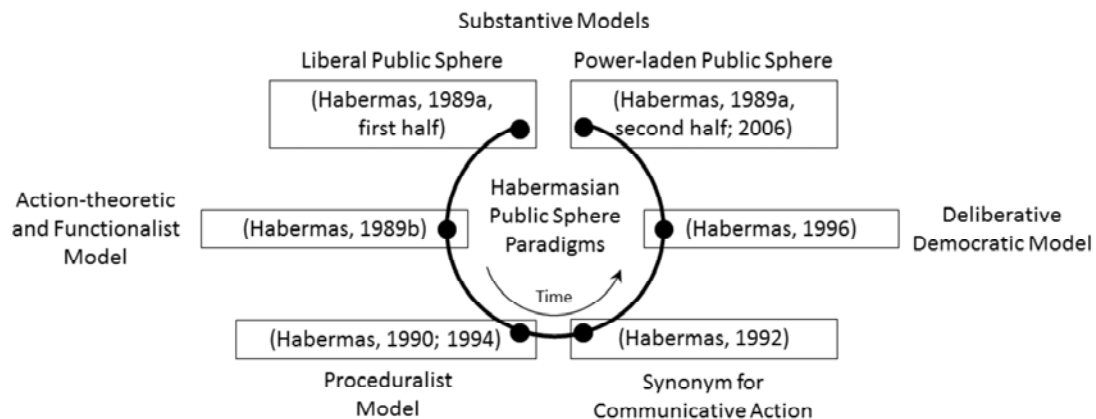 Substantive Models
Liberal Public Sphere
Power-laden Public Sphere
(Habermas, 1989a,
first half)
(Habermas, 1989a,
second half; 2006)
Habermasian
Public Sphere
Paradigms
Action-theoretic
and Functionalist
Model
(Habermas, 1989b)
(Habermas, 1996)
Deliberative
Democratic Model
Time
(Habermas, 1990; 1994)
(Habermas, 1992)
Proceduralist
Model
Synonym for
Communicative Action